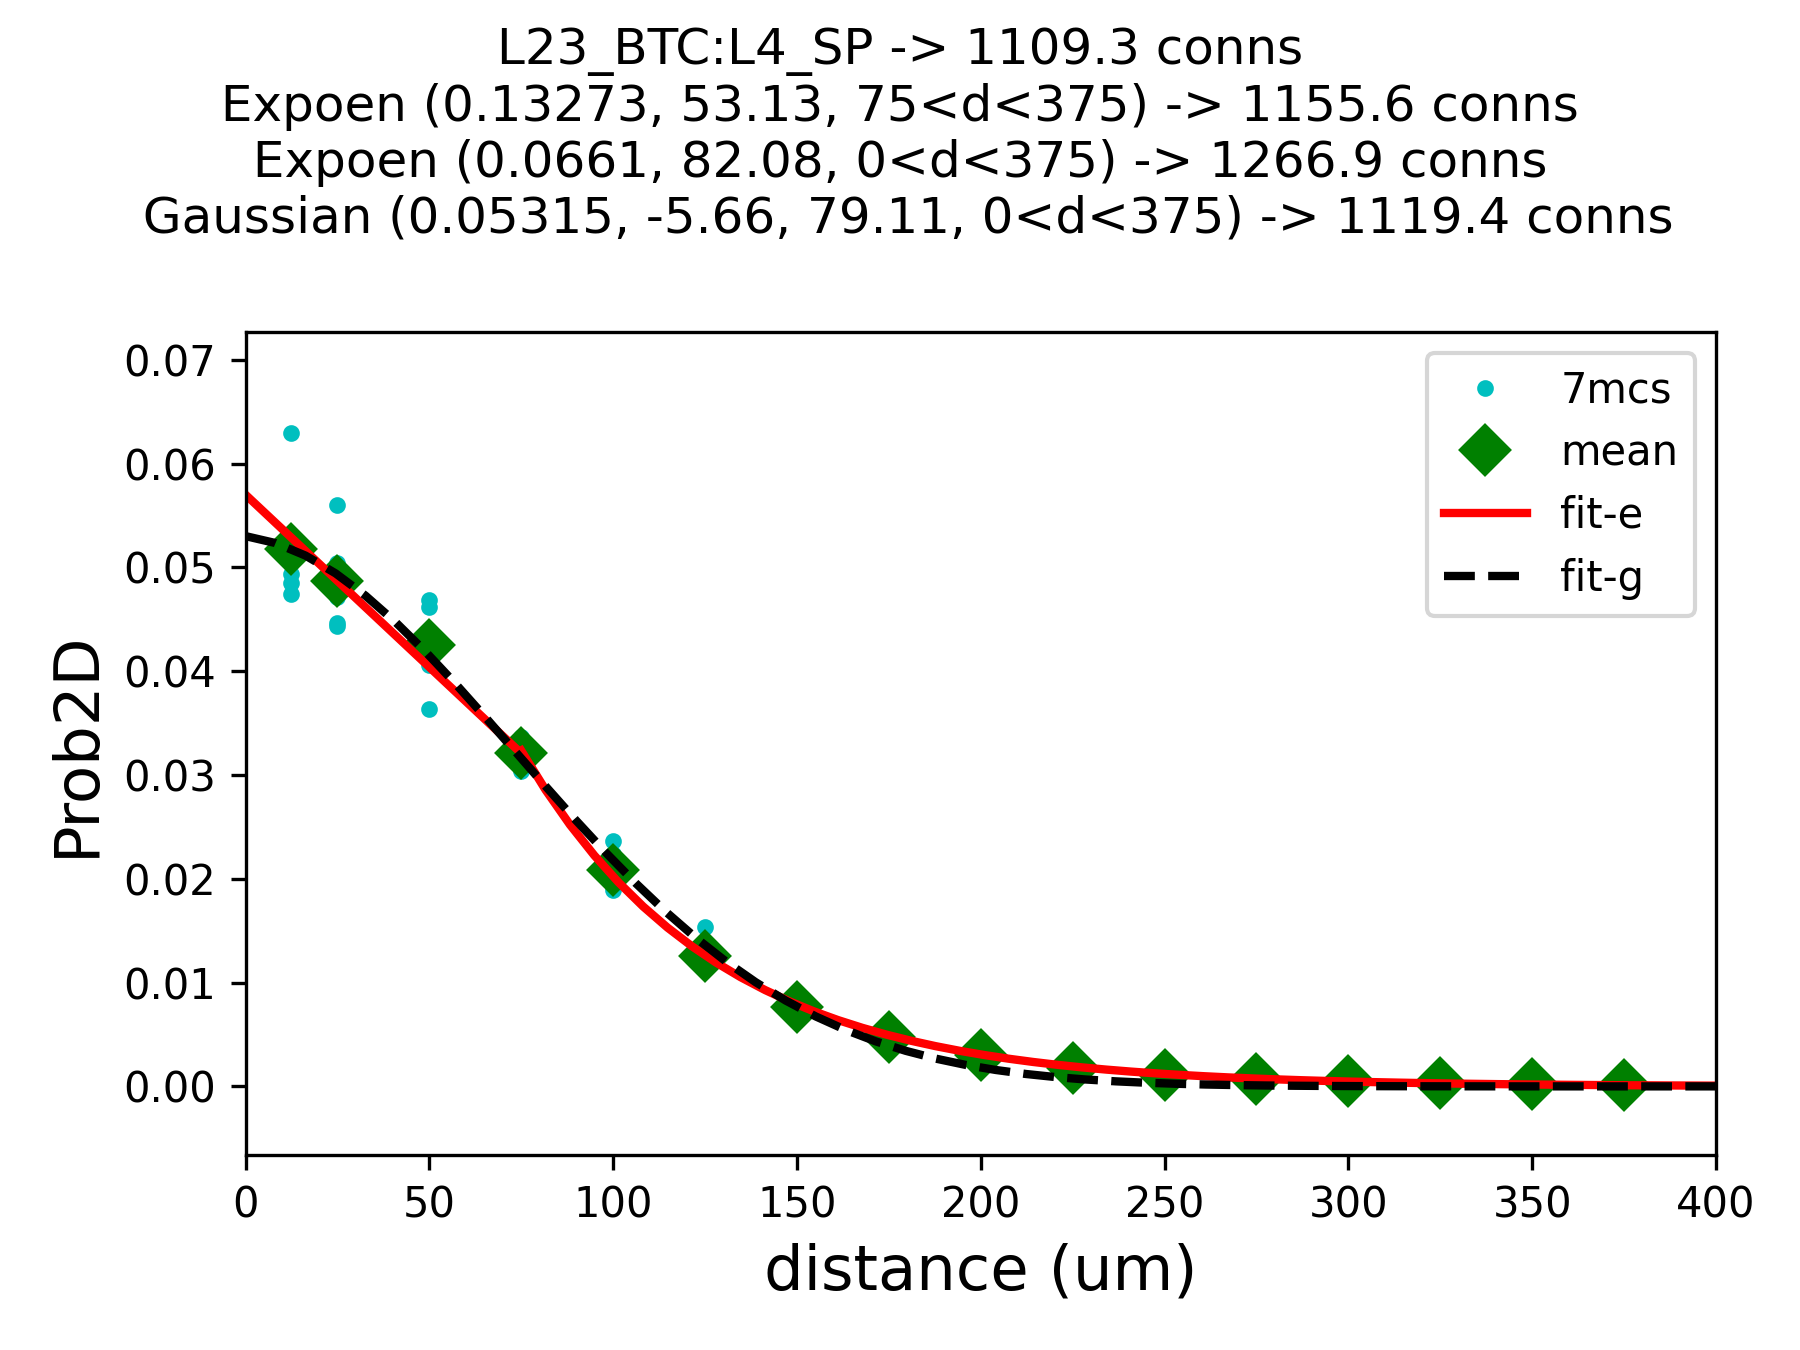 L23_BTC:L4_SP -> 1109.3 conns
Expoen (0.13273, 53.13, 75<d<375) -> 1155.6 conns
Expoen (0.0661, 82.08, 0<d<375) -> 1266.9 conns
Gaussian (0.05315, -5.66, 79.11, 0<d<375) -> 1119.4 conns
0.07
0.06
0.05
0.04
0.03
0.02
0.01
0.00
Prob2D
7mcs
mean
fit-e
fit-g
0 50 100 150 200 250 300 350 400
distance (um)